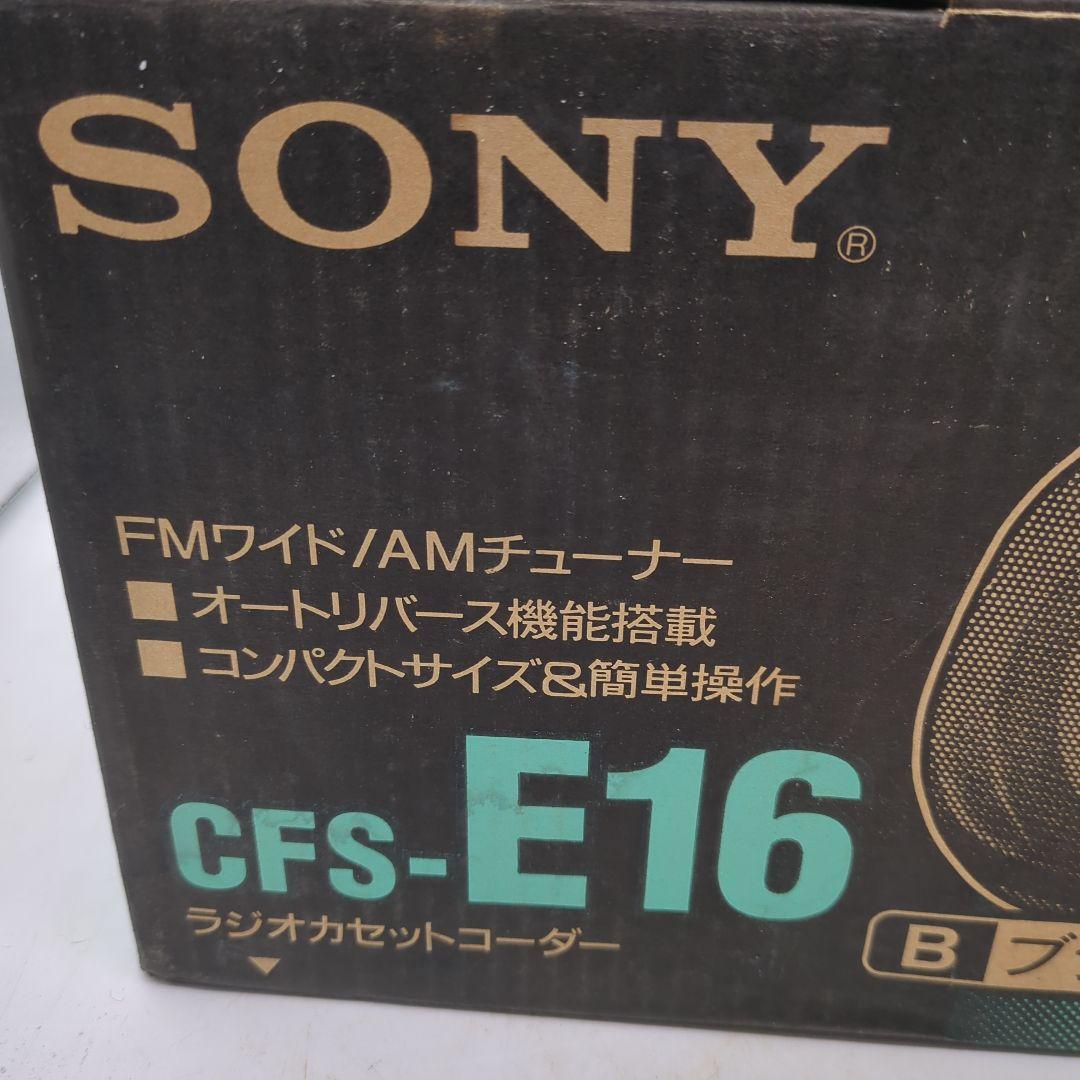 SONY®
FMワイド/AMチューナー
■ オートリバース機能搭載
■ コンパクトサイズ&簡単操作
CFS-E16
ラジオカセットコーダー
B